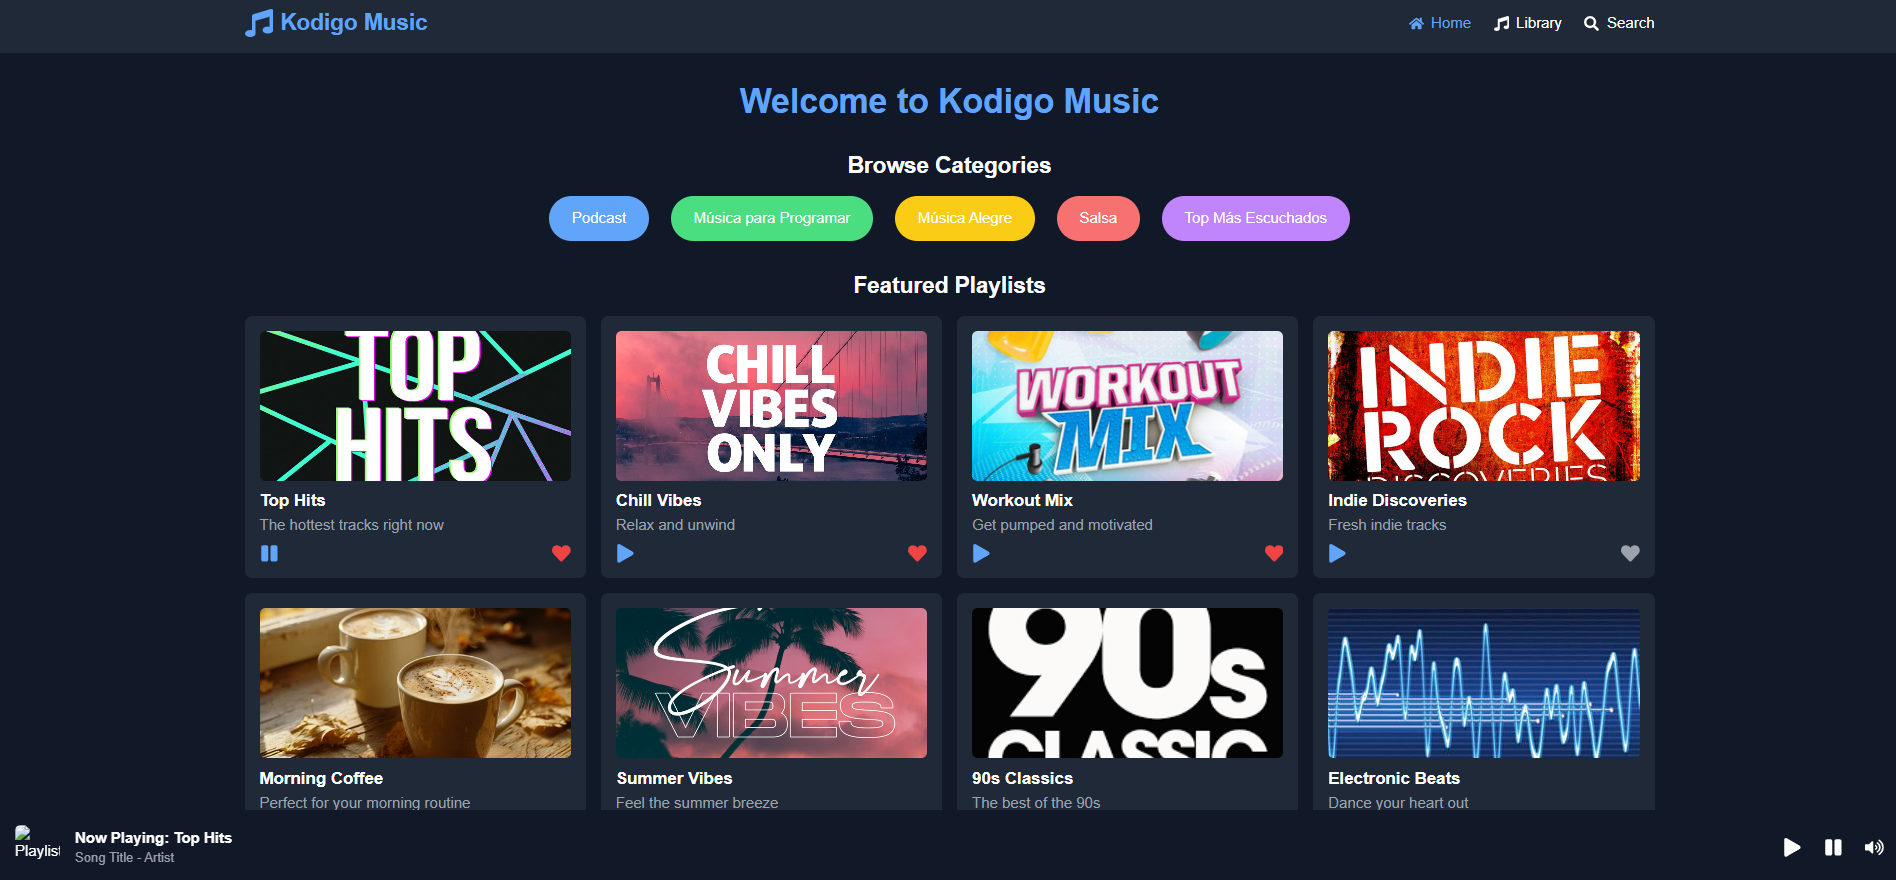 Kodigo Music
Home
Library
Search
Welcome to Kodigo Music
Browse Categories
Podcast
Música para Programar
Música Alegre
Salsa
Top Más Escuchados
Featured Playlists
TOP
HITS
CHILL
VIBES
ONLY
WORKOUT
MIX
INDIE
ROCK
DISCOVERIES
Top Hits
The hottest tracks right now
Chill Vibes
Relax and unwind
Workout Mix
Get pumped and motivated
Indie Discoveries
Fresh indie tracks
Summer
VIBES
90s
CLASSIC
Morning Coffee
Perfect for your morning routine
Summer Vibes
Feel the summer breeze
90s Classics
The best of the 90s
Electronic Beats
Dance your heart out
Playlist
Now Playing: Top Hits
Song Title - Artist